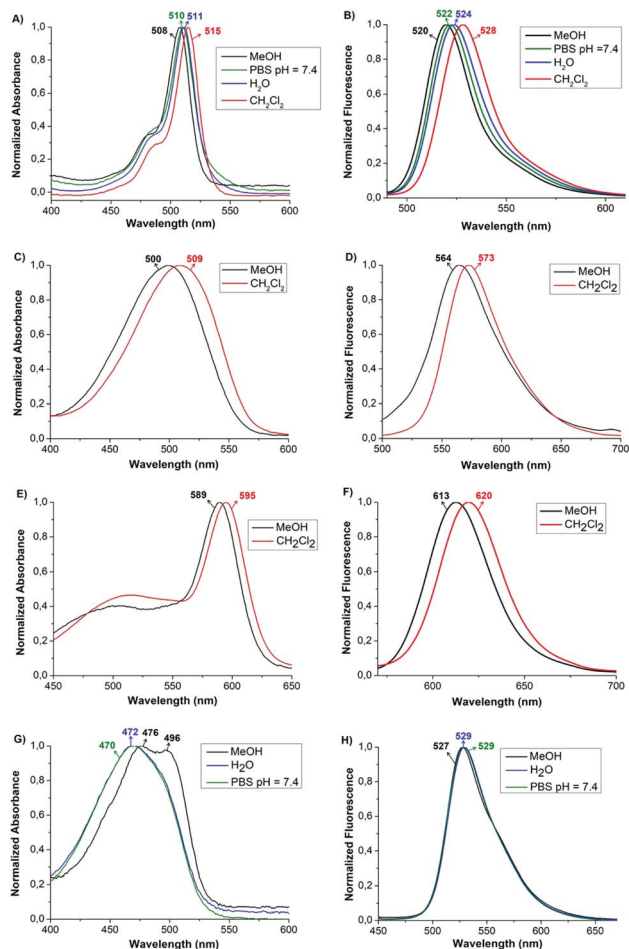 A)
510
511
508
515
MeOH
PBS pH = 7.4
H2O
CH2Cl2
Normalized Absorbance
1,0
0,8
0,6
0,4
0,2
0,0
400 450 500 550 600
Wavelength (nm)
B)
522
524
520
528
MeOH
PBS pH =7.4
H2O
CH2Cl2
Normalized Fluorescence
1,0
0,8
0,6
0,4
0,2
0,0
500 550 600
Wavelength (nm)
C)
500
509
MeOH
CH2Cl2
Normalized Absorbance
1,0
0,8
0,6
0,4
0,2
0,0
400 450 500 550 600
Wavelength (nm)
D)
564
573
MeOH
CH2Cl2
Normalized Fluorescence
1,0
0,8
0,6
0,4
0,2
0,0
500 550 600 650 700
Wavelength (nm)
E)
589
595
MeOH
CH2Cl2
Normalized Absorbance
1,0
0,8
0,6
0,4
0,2
0,0
450 500 550 600 650
Wavelength (nm)
F)
613
620
MeOH
CH2Cl2
Normalized Fluorescence
1,0
0,8
0,6
0,4
0,2
0,0
600 650 700
Wavelength (nm)
G)
472
476
496
470
MeOH
H2O
PBS pH = 7.4
Normalized Absorbance
1,0
0,8
0,6
0,4
0,2
0,0
400 450 500 550 600
Wavelength (nm)
H)
529
527
529
MeOH
H2O
PBS pH = 7.4
Normalized Fluorescence
1,0
0,8
0,6
0,4
0,2
0,0
450 500 550 600 650
Wavelength (nm)